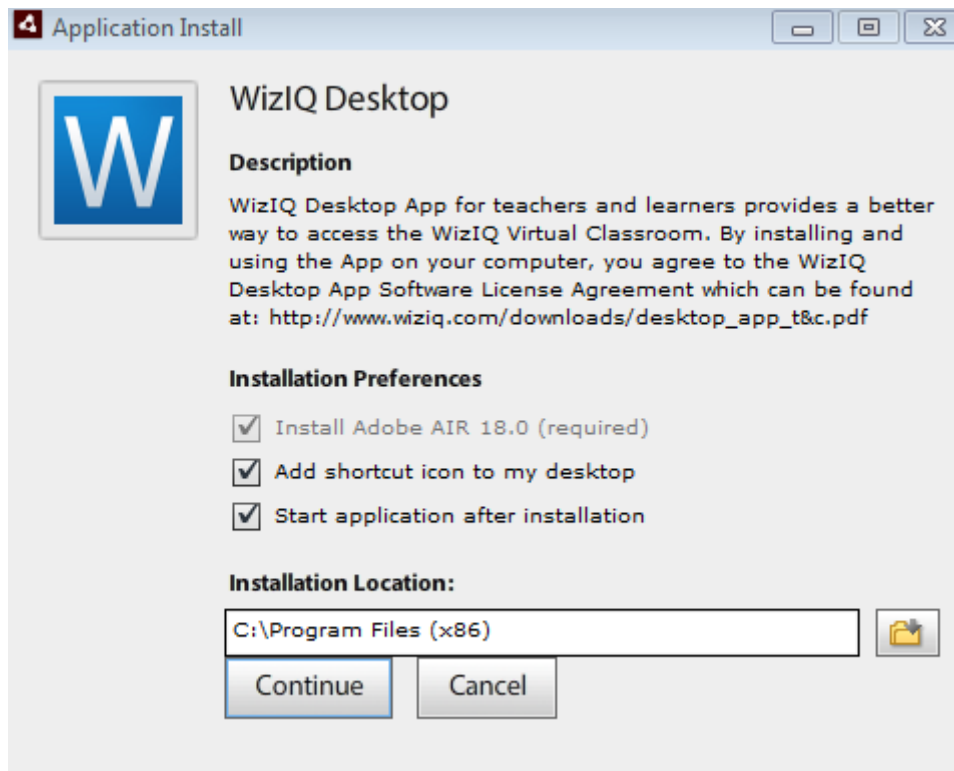 Application Install
W
WizIQ Desktop
Description
WizIQ Desktop App for teachers and learners provides a better
way to access the WizIQ Virtual Classroom. By installing and
using the App on your computer, you agree to the WizIQ
Desktop App Software License Agreement which can be found
at: http://www.wiziq.com/downloads/desktop_app_t&c.pdf
Installation Preferences
Install Adobe AIR 18.0 (required)
Add shortcut icon to my desktop
Start application after installation
Installation Location:
C:\Program Files (x86)
Continue Cancel